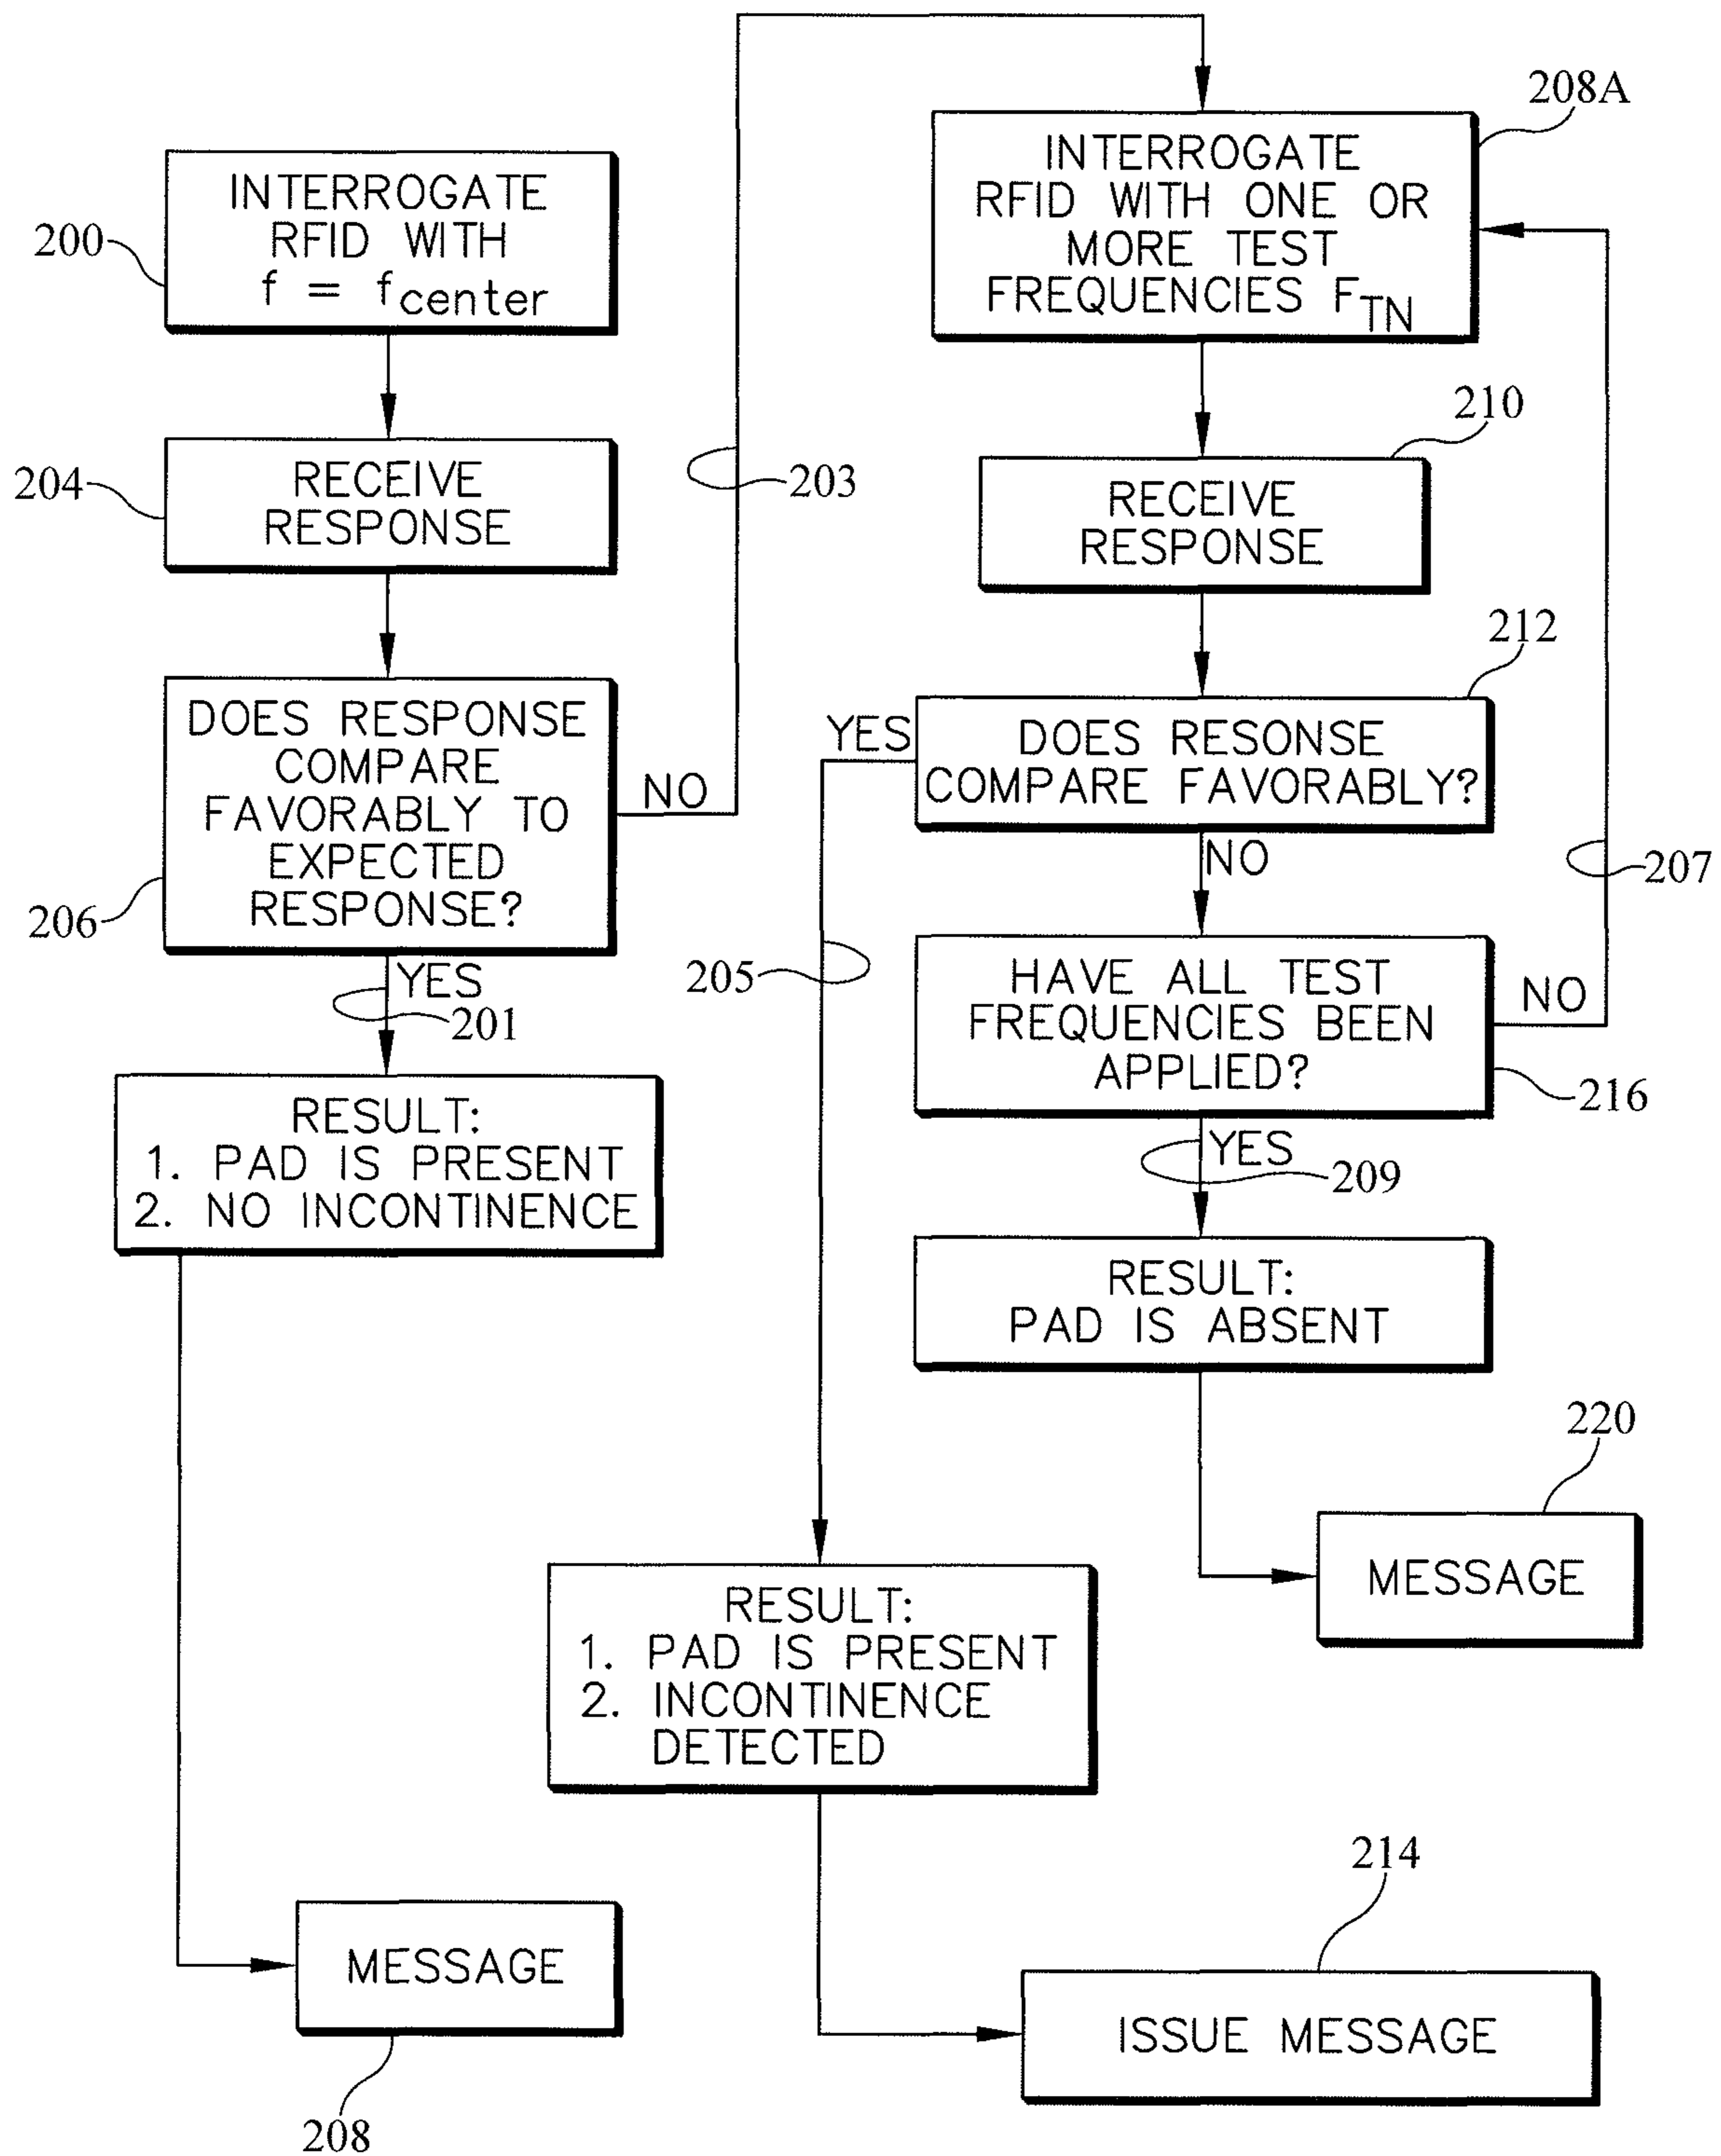 INTERROGATE
RFID WITH
f = fcenter
200
RECEIVE
RESPONSE
204
DOES RESPONSE
COMPARE
FAVORABLY TO
EXPECTED
RESPONSE?
206
NO
203
YES
201
RESULT:
1. PAD IS PRESENT
2. NO INCONTINENCE
MESSAGE
208
208A
INTERROGATE
RFID WITH ONE OR
MORE TEST
FREQUENCIES FTN
210
RECEIVE
RESPONSE
212
YES
DOES RESONSE
COMPARE FAVORABLY?
NO
207
205
HAVE ALL TEST
FREQUENCIES BEEN
APPLIED?
NO
216
YES
209
RESULT:
PAD IS ABSENT
220
MESSAGE
RESULT:
1. PAD IS PRESENT
2. INCONTINENCE
DETECTED
214
ISSUE MESSAGE